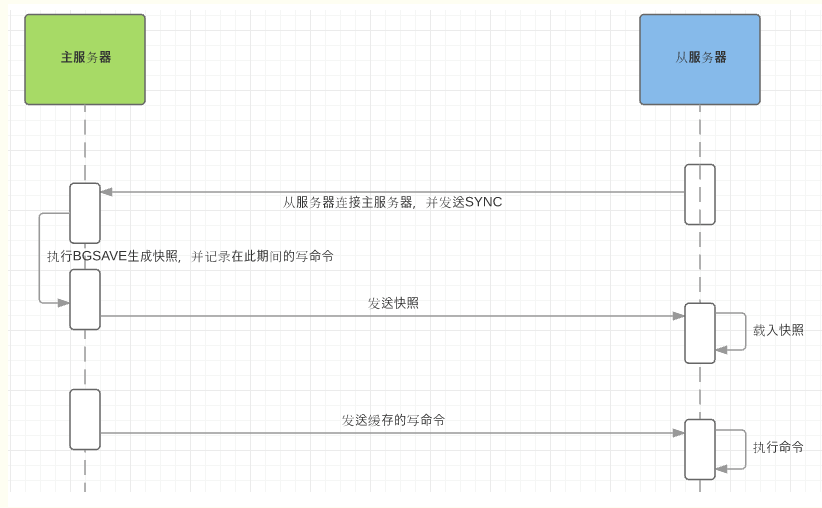 主服务器
从服务器
从服务器连接主服务器，并发送SYNC
执行BGSAVE生成快照，并记录在此期间的写命令
发送快照
载入快照
发送缓存的写命令
执行命令